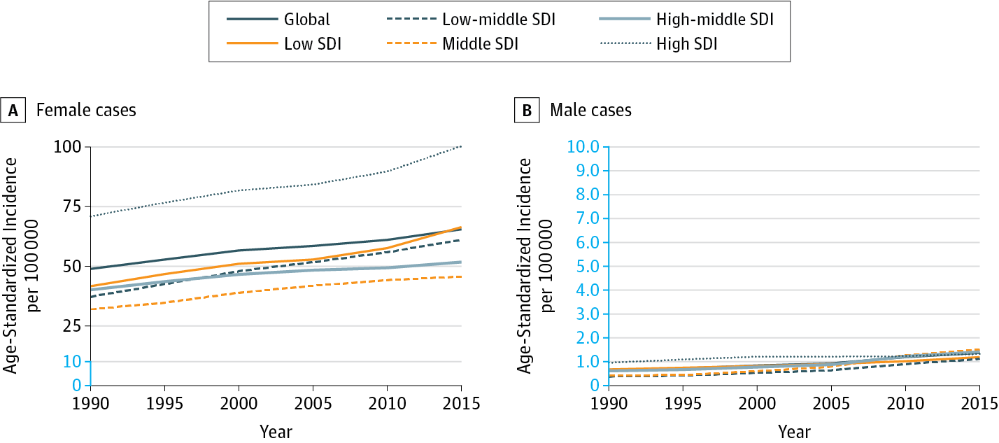 Global
Low-middle SDI
High-middle SDI
Low SDI
Middle SDI
High SDI
A Female cases
Age-Standardized Incidence
per 100 000
100
75
50
25
10
0
1990 1995 2000 2005 2010 2015
Year
B Male cases
Age-Standardized Incidence
per 100 000
10.0
9.0
8.0
7.0
6.0
5.0
4.0
3.0
2.0
1.0
0
1990 1995 2000 2005 2010 2015
Year